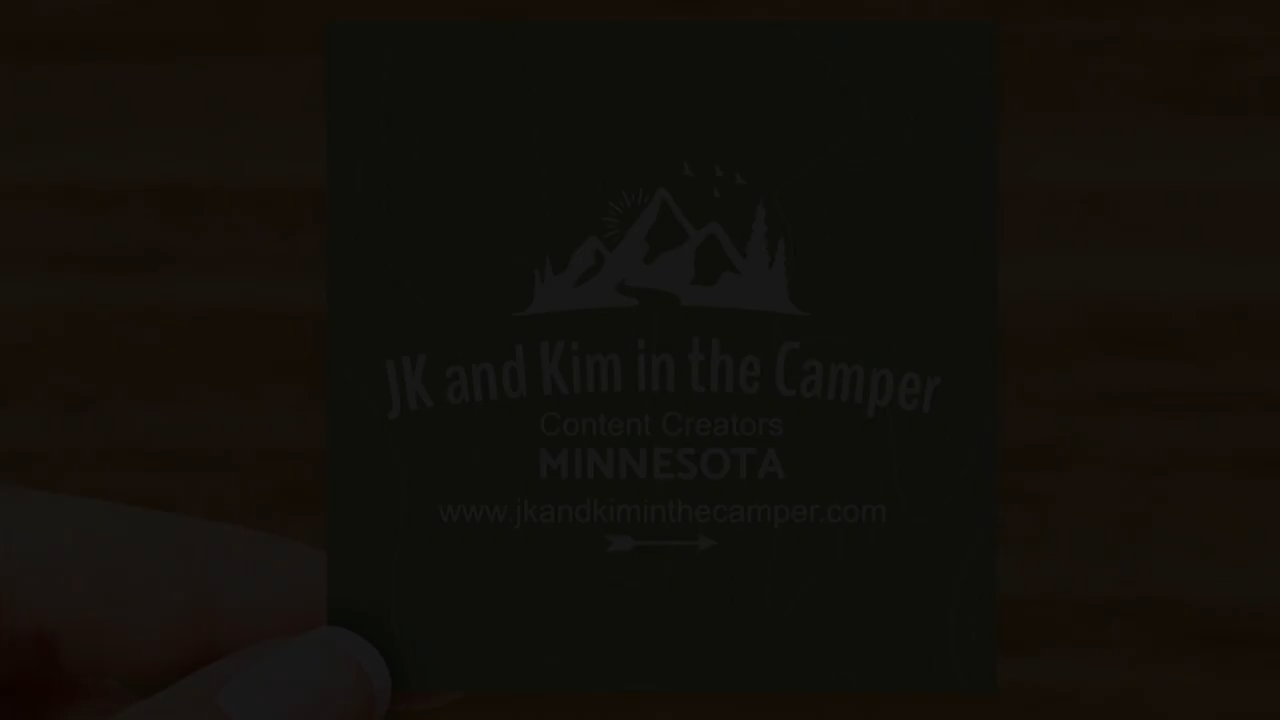 JK and Kim in the Camper
Content Creators
MINNESOTA
www.jkandkiminthecamper.com